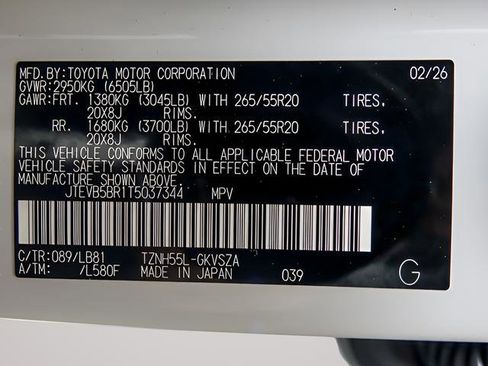 MFD.BY:TOYOTA MOTOR CORPORATION 02/26
GVWR:2950KG (6505LB)
GAWR:FRT. 1380KG (3045LB) WITH 265/55R20 TIRES,
20X8J RIMS.
RR. 1680KG (3700LB) WITH 265/55R20 TIRES,
20X8J RIMS.
THIS VEHICLE CONFORMS TO ALL APPLICABLE FEDERAL MOTOR
VEHICLE SAFETY STANDARDS IN EFFECT ON THE DATE OF
MANUFACTURE SHOWN ABOVE.
JTEVB5BR1T5037344 MPV
C/TR:089/LB81 TZNH55L-GKVSZA
A/TM: /L580F MADE IN JAPAN 039 G